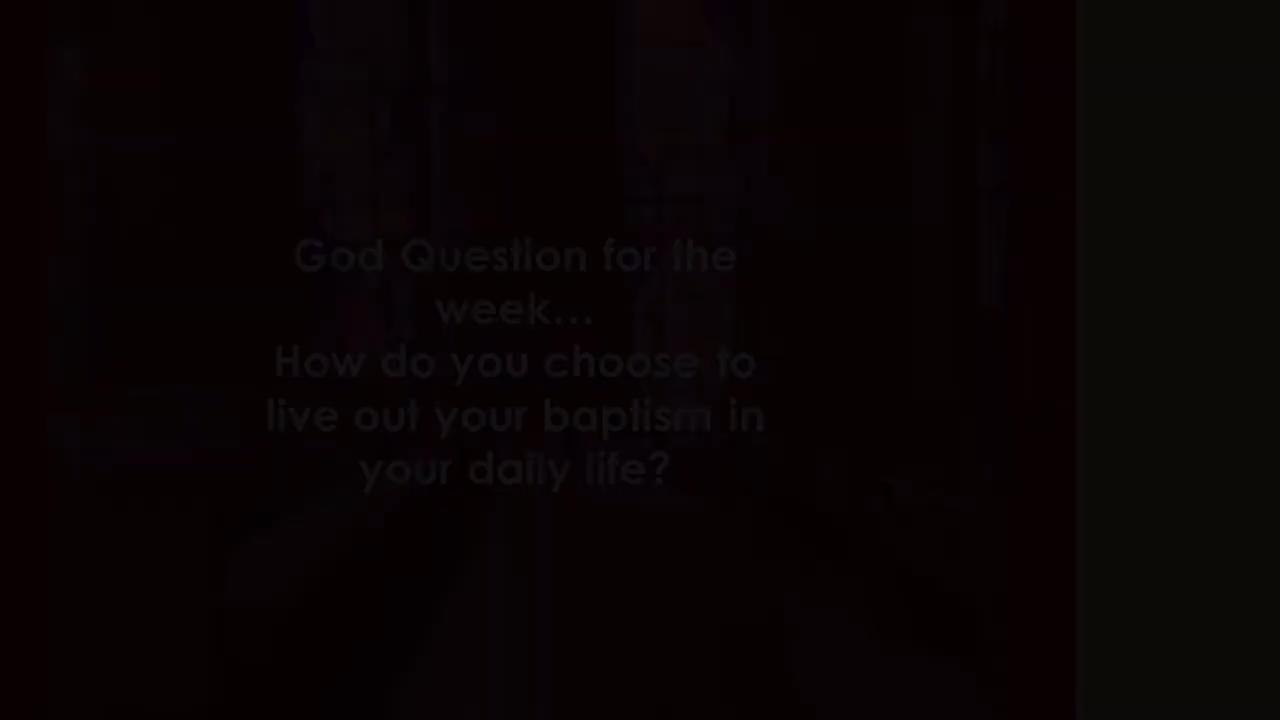 God Question for the
week...
How do you choose to
live out your baptism in
your daily life?